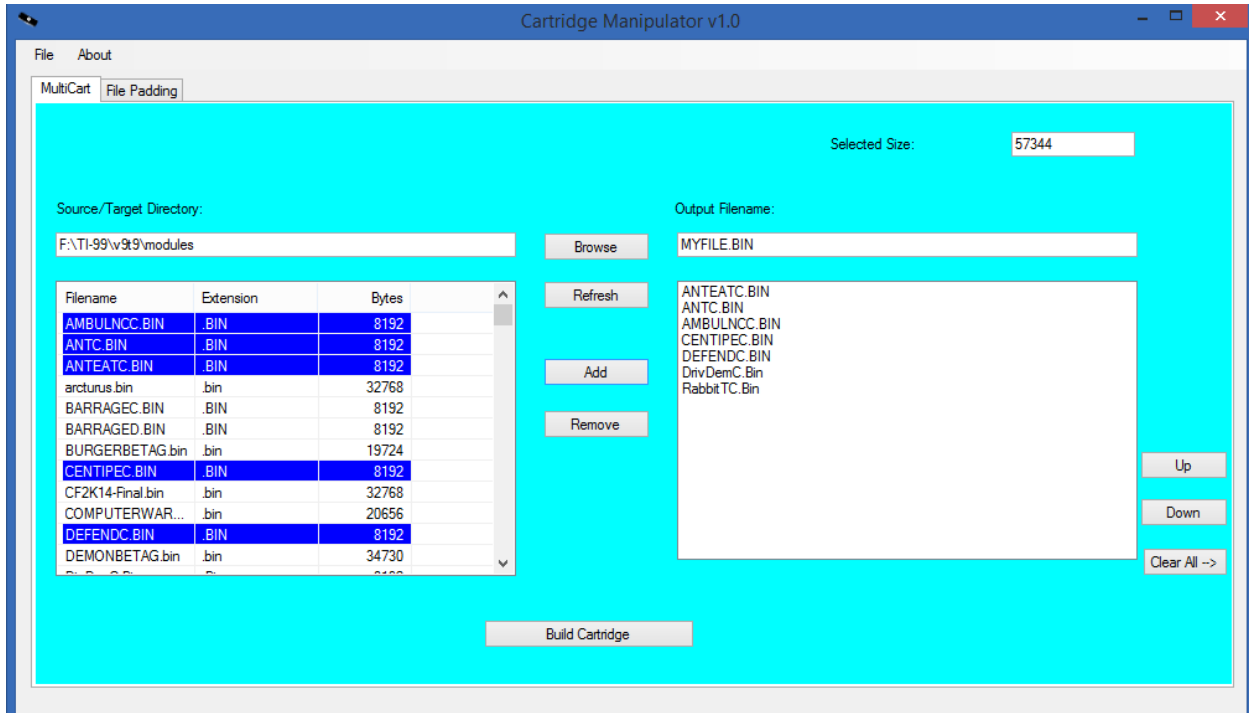 Cartridge Manipulator v1.0
File About
MultiCart File Padding
Selected Size: 57344
Source/Target Directory: Output Filename:
F:\TI-99\v9t9\modules Browse MYFILE.BIN
Refresh
Filename Extension Bytes
AMBULNCC.BIN .BIN 8192
ANTC.BIN .BIN 8192
ANTEATC.BIN .BIN 8192
arcturus.bin .bin 32768
BARRAGEC.BIN .BIN 8192
BARRAGED.BIN .BIN 8192
BURGERBETAG.bin .bin 19724
CENTIPEC.BIN .BIN 8192
CF2K14-Final.bin .bin 32768
COMPUTERWAR... .bin 20656
DEFENDC.BIN .BIN 8192
DEMONBETAG.bin .bin 34730
Add
Remove
ANTEATC.BIN
ANTC.BIN
AMBULNCC.BIN
CENTIPEC.BIN
DEFENDC.BIN
DrivDemC.Bin
RabbitTC.Bin
Up
Down
Clear All -->
Build Cartridge